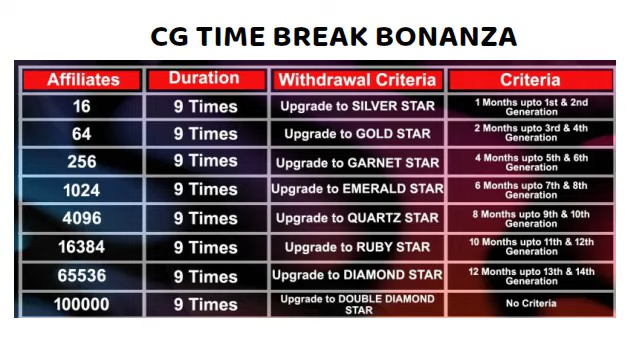 CG TIME BREAK BONANZA
Affiliates Duration Withdrawal Criteria Criteria
16 9 Times Upgrade to SILVER STAR 1 Months upto 1st & 2nd Generation
64 9 Times Upgrade to GOLD STAR 2 Months upto 3rd & 4th Generation
256 9 Times Upgrade to GARNET STAR 4 Months upto 5th & 6th Generation
1024 9 Times Upgrade to EMERALD STAR 6 Months upto 7th & 8th Generation
4096 9 Times Upgrade to QUARTZ STAR 8 Months upto 9th & 10th Generation
16384 9 Times Upgrade to RUBY STAR 10 Months upto 11th & 12th Generation
65536 9 Times Upgrade to DIAMOND STAR 12 Months upto 13th & 14th Generation
100000 9 Times Upgrade to DOUBLE DIAMOND STAR No Criteria